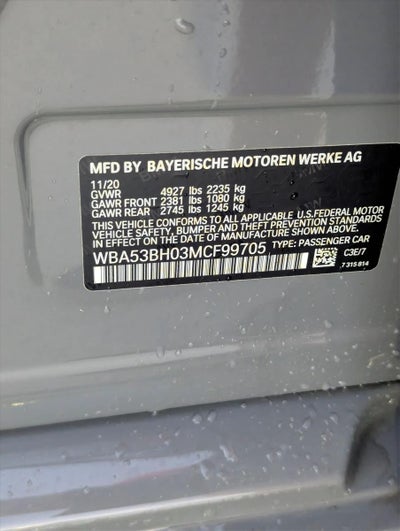 MFD BY BAYERISCHE MOTOREN WERKE AG
11/20
GVWR 4927 lbs 2235 kg
GAWR FRONT 2381 lbs 1080 kg
GAWR REAR 2745 lbs 1245 kg
THIS VEHICLE CONFORMS TO ALL APPLICABLE U.S. FEDERAL MOTOR
VEHICLE SAFETY, BUMPER AND THEFT PREVENTION STANDARDS
IN EFFECT ON THE DATE OF MANUFACTURE SHOWN ABOVE.
WBA53BH03MCF99705 TYPE: PASSENGER CAR
C3E/7
7 315 814